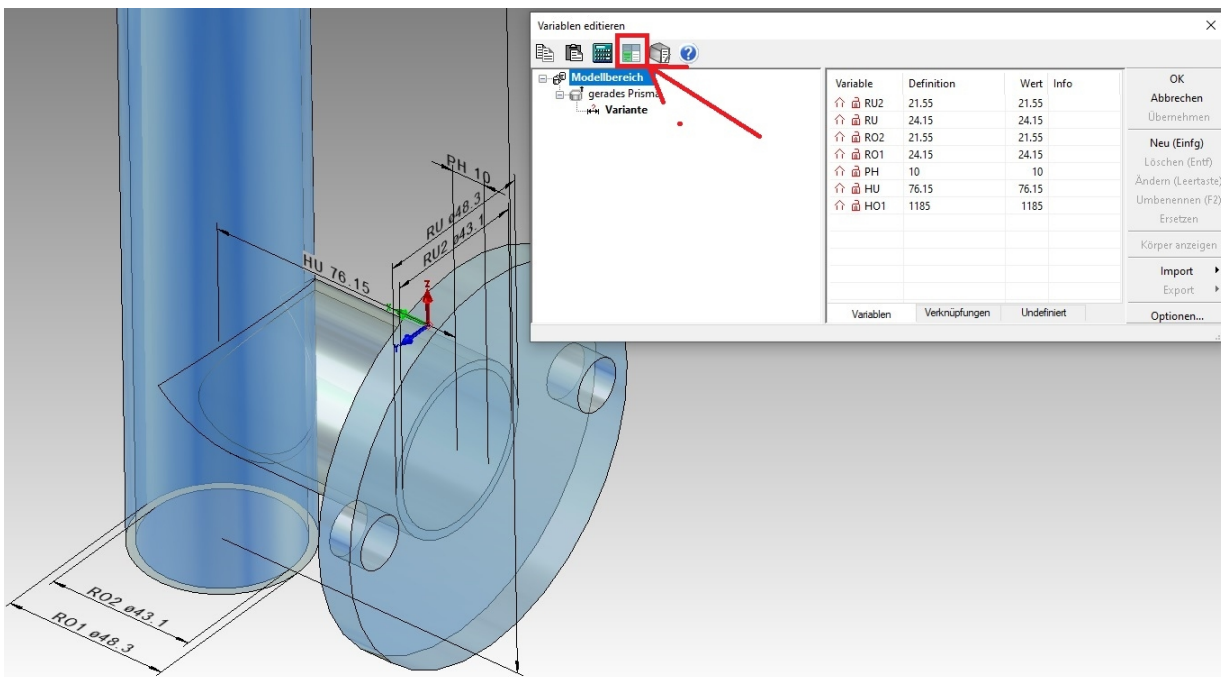 Variablen editieren
Modellbereich
gerades Prisma
Variante
Variable Definition Wert Info
RU2 21.55 21.55
RU 24.15 24.15
RO2 21.55 21.55
RO1 24.15 24.15
PH 10 10
HU 76.15 76.15
HO1 1185 1185
Variablen Verknüpfungen Undefiniert
OK
Abbrechen
Übernehmen
Neu (Einfg)
Löschen (Entf)
Ändern (Leertaste)
Umbenennen (F2)
Ersetzen
Körper anzeigen
Import
Export
Optionen...
PH 10
RU ø48.3
RU2 ø43.1
HU 76.15
Z
Y
RO2 ø43.1
RO1 ø48.3